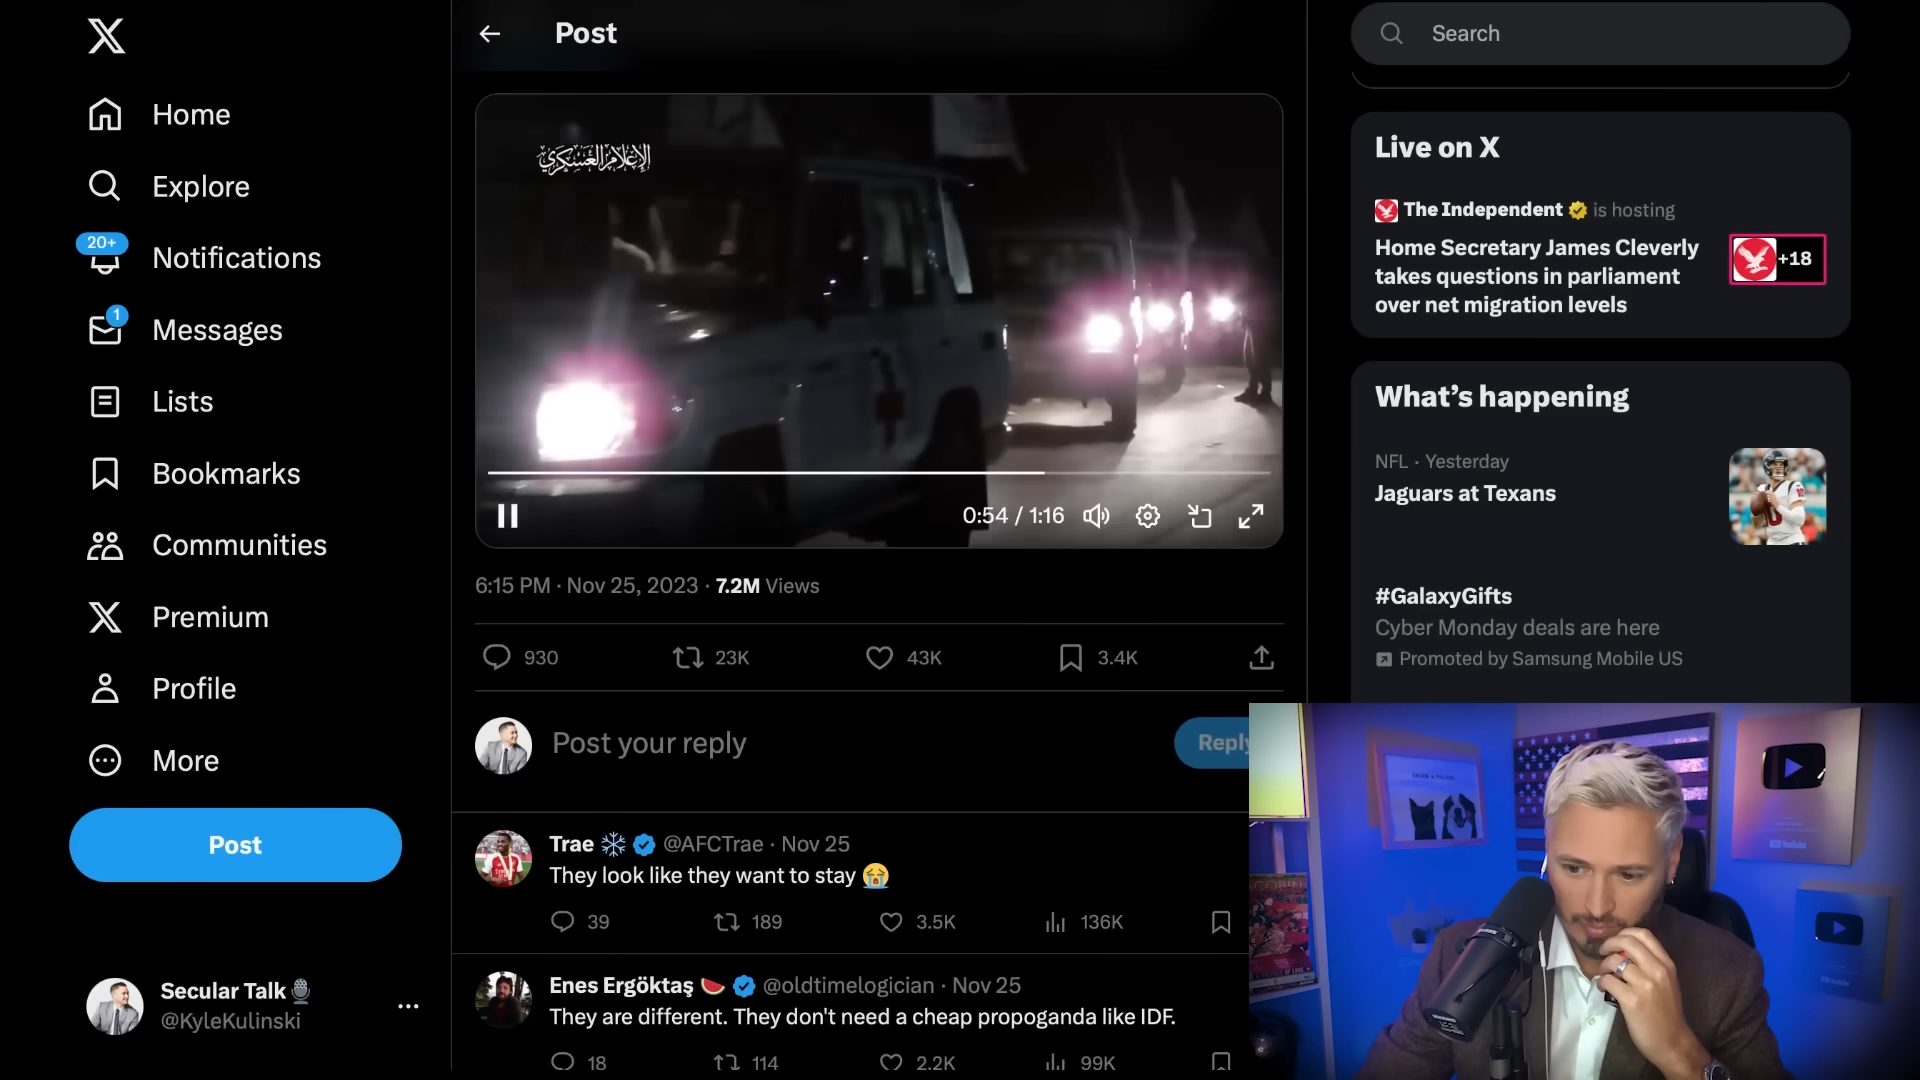 Home
Explore
20+
Notifications
1
Messages
Lists
Bookmarks
Communities
Premium
Profile
More
Post
Secular Talk
@KyleKulinski
Post
الإعلام العسكري
0:54 / 1:16
6:15 PM · Nov 25, 2023 · 7.2M Views
930 23K 43K 3.4K
Post your reply
Reply
Trae @AFCTrae · Nov 25
They look like they want to stay 😭
39 189 3.5K 136K
Enes Ergöktaş 🍉 @oldtimelogician · Nov 25
They are different. They don't need a cheap propoganda like IDF.
18 114 2.2K 99K
Search
Live on X
The Independent is hosting
Home Secretary James Cleverly
takes questions in parliament
over net migration levels
+18
What's happening
NFL · Yesterday
Jaguars at Texans
#GalaxyGifts
Cyber Monday deals are here
Promoted by Samsung Mobile US